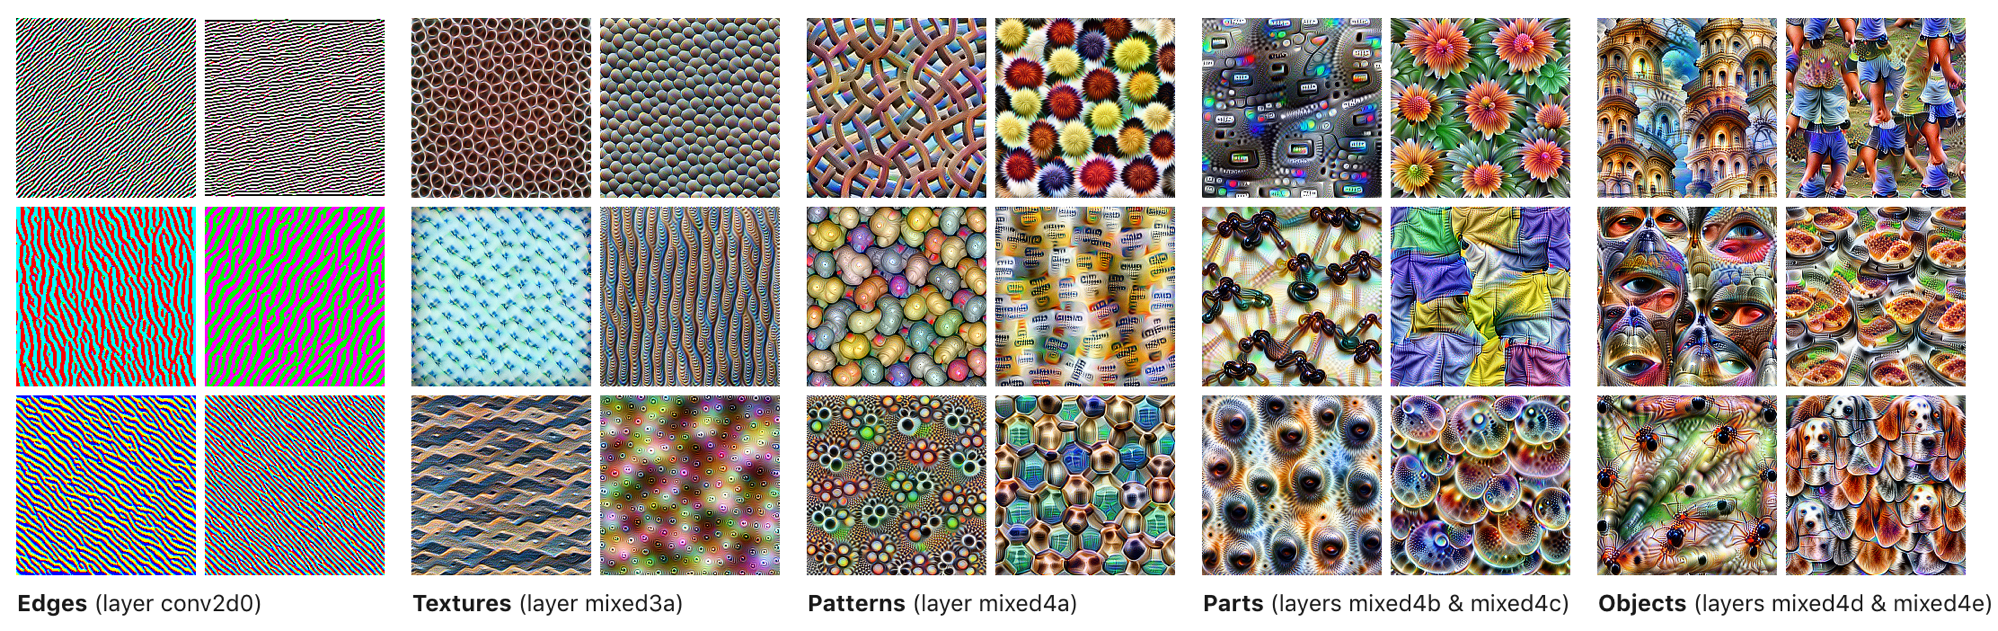 Edges (layer conv2d0)
Textures (layer mixed3a)
Patterns (layer mixed4a)
Parts (layers mixed4b & mixed4c)
Objects (layers mixed4d & mixed4e)